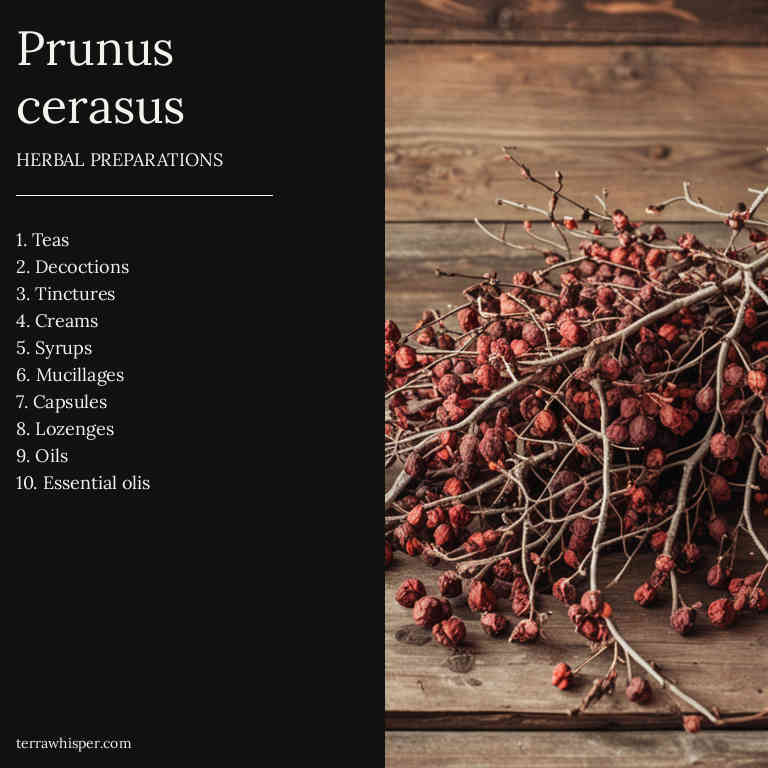 Prunus
cerasus
HERBAL PREPARATIONS
1. Teas
2. Decoctions
3. Tinctures
4. Creams
5. Syrups
6. Mucillages
7. Capsules
8. Lozenges
9. Oils
10. Essential olis
terrawhisper.com